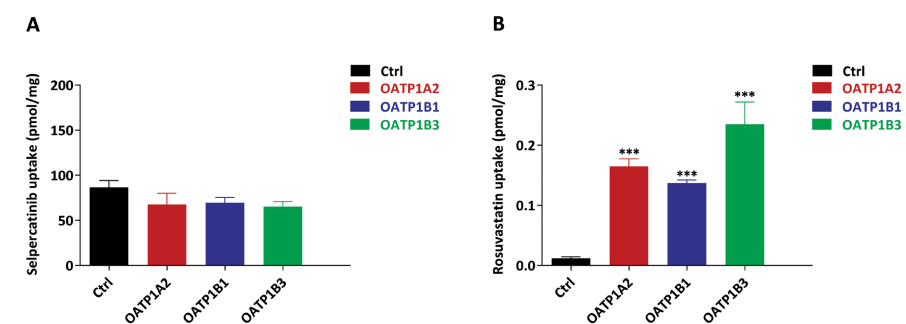 A
Selpercatinib uptake (pmol/mg)
200
150
100
50
0
Ctrl
OATP1A2
OATP1B1
OATP1B3
Ctrl
OATP1A2
OATP1B1
OATP1B3
B
Rosuvastatin uptake (pmol/mg)
0.3
0.2
0.1
0.0
***
***
***
Ctrl
OATP1A2
OATP1B1
OATP1B3
Ctrl
OATP1A2
OATP1B1
OATP1B3